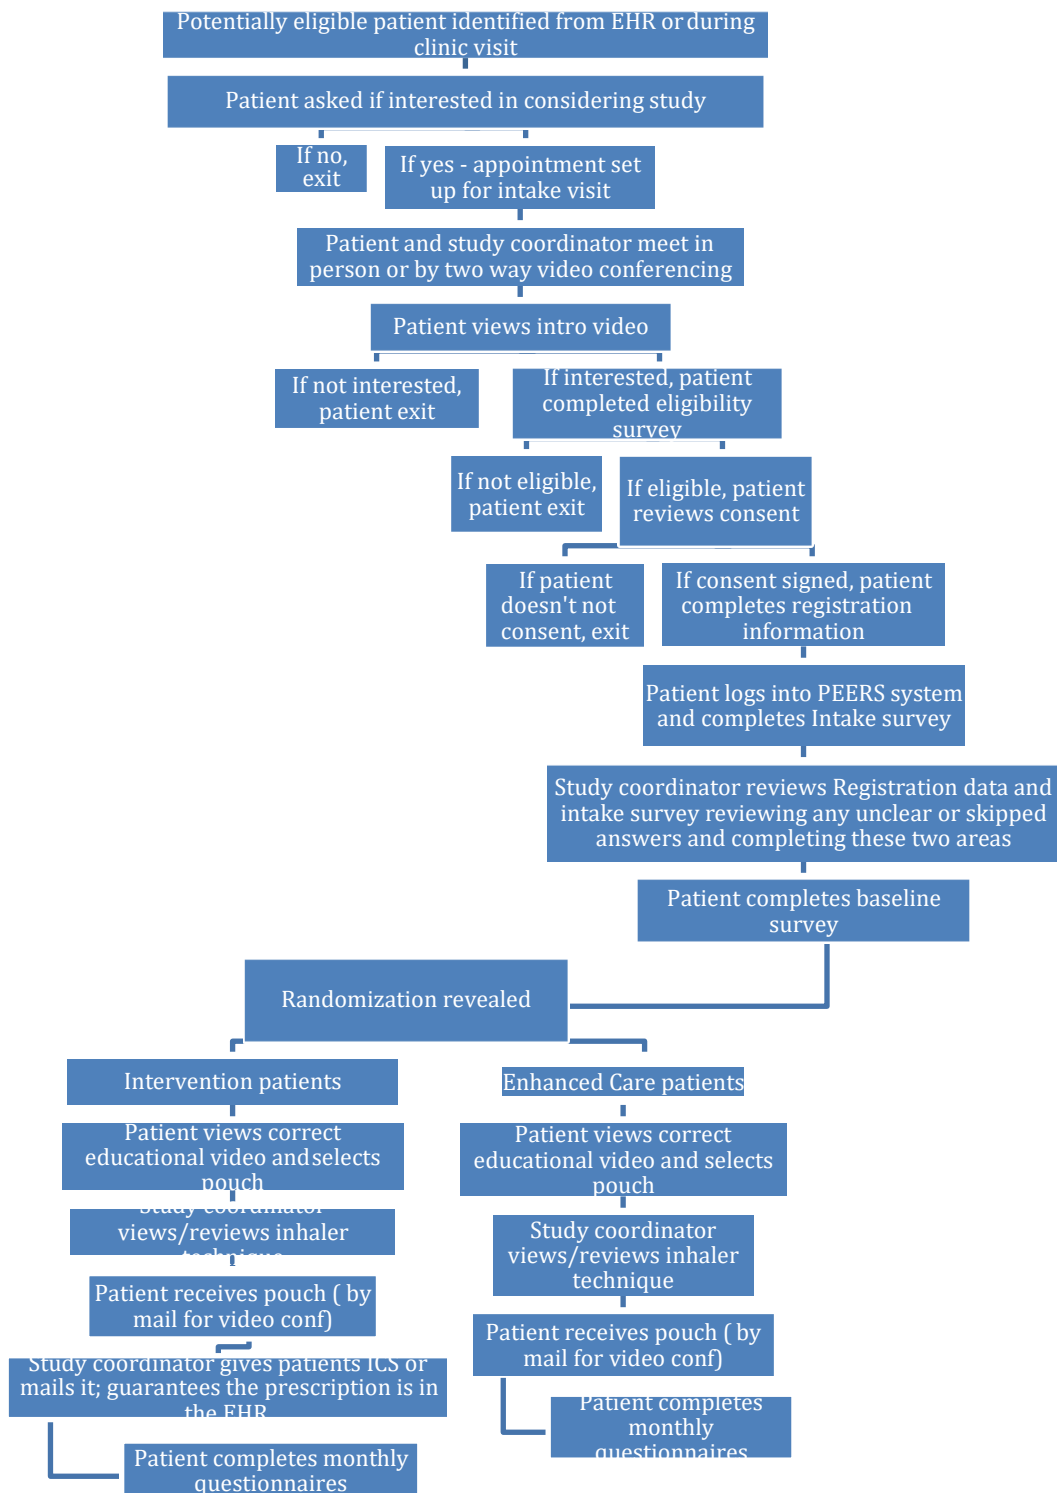 Potentially eligible patient identified from EHR or during
clinic visit
Patient asked if interested in considering study
If no,
exit
If yes - appointment set
up for intake visit
Patient and study coordinator meet in
person or by two way video conferencing
Patient views intro video
If not interested,
patient exit
If interested, patient
completed eligibility
survey
If not eligible,
patient exit
If eligible, patient
reviews consent
If patient
doesn't not
consent, exit
If consent signed, patient
completes registration
information
Patient logs into PEERS system
and completes Intake survey
Study coordinator reviews Registration data and
intake survey reviewing any unclear or skipped
answers and completing these two areas
Patient completes baseline
survey
Randomization revealed
Intervention patients
Patient views correct
educational video andselects
pouch
Study coordinator
views/reviews inhaler
technique
Patient receives pouch ( by
mail for video conf)
Study coordinator gives patients ICS or
mails it; guarantees the prescription is in
the EHR
Patient completes monthly
questionnaires
Enhanced Care patients
Patient views correct
educational video and selects
pouch
Study coordinator
views/reviews inhaler
technique
Patient receives pouch ( by
mail for video conf)
Patient completes
monthly
questionnaires